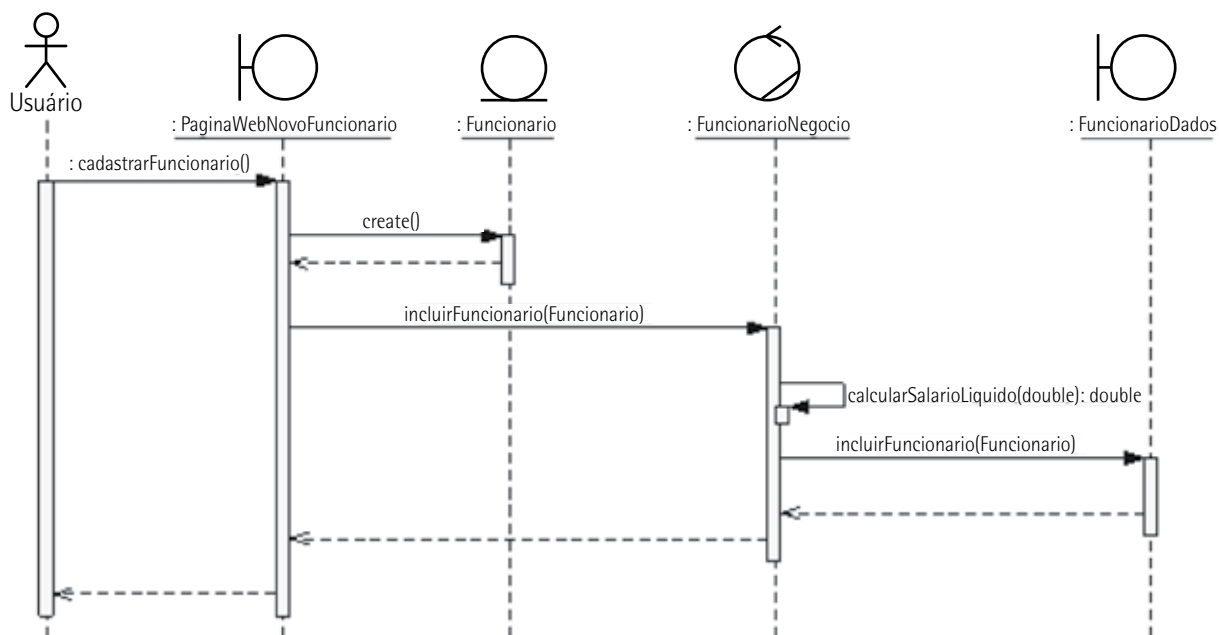 Usuário
: PaginaWebNovoFuncionario
: Funcionario
: FuncionarioNegocio
: FuncionarioDados
: cadastrarFuncionario()
create()
incluirFuncionario(Funcionario)
calcularSalarioLiquido(double): double
incluirFuncionario(Funcionario)